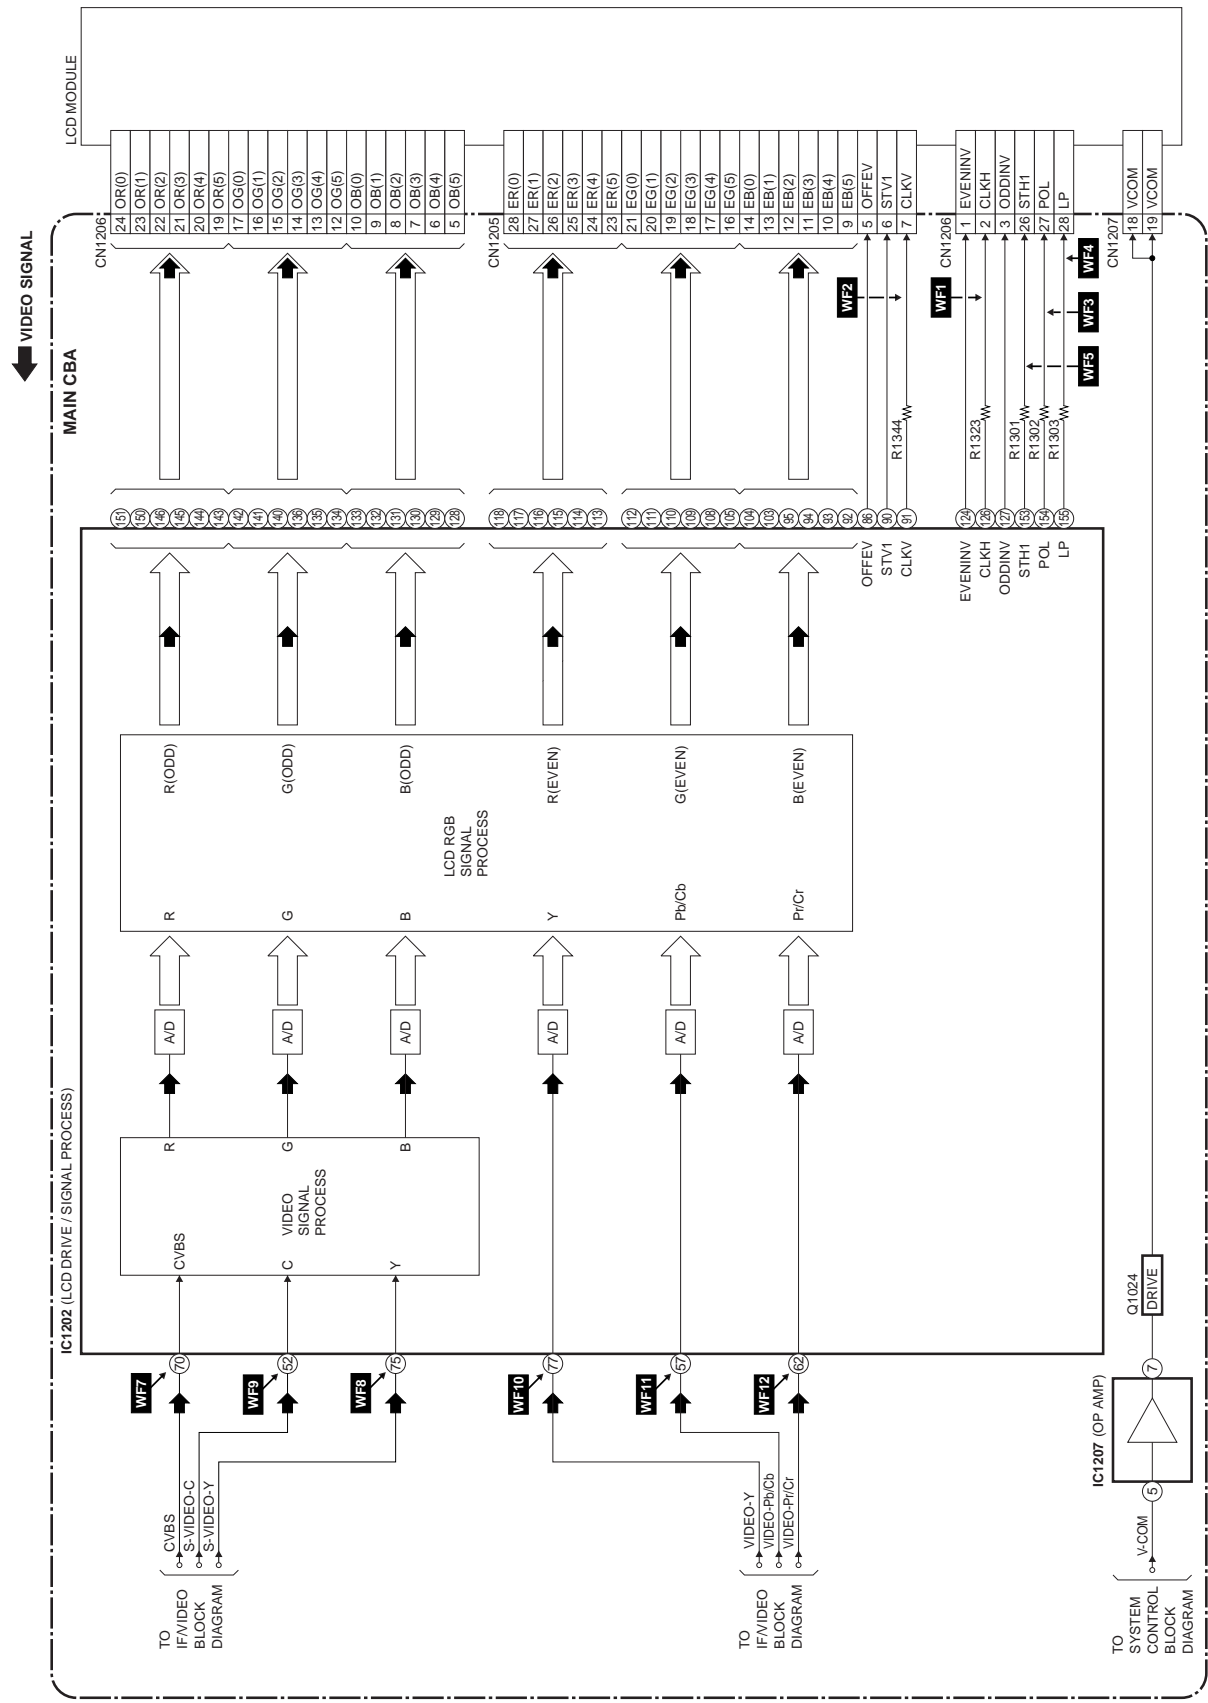 VIDEO SIGNAL
MAIN CBA
LCD MODULE
CN1206
24 OR(0)
23 OR(1)
22 OR(2)
21 OR(3)
20 OR(4)
19 OR(5)
17 OG(0)
16 OG(1)
15 OG(2)
14 OG(3)
13 OG(4)
12 OG(5)
10 OB(0)
9 OB(1)
8 OB(2)
7 OB(3)
6 OB(4)
5 OB(5)
CN1205
28 ER(0)
27 ER(1)
26 ER(2)
25 ER(3)
24 ER(4)
23 ER(5)
21 EG(0)
20 EG(1)
19 EG(2)
18 EG(3)
17 EG(4)
16 EG(5)
14 EB(0)
13 EB(1)
12 EB(2)
11 EB(3)
10 EB(4)
9 EB(5)
5 OFFEV
6 STV1
7 CLKV
CN1206
1 EVENINV
2 CLKH
3 ODDINV
26 STH1
27 POL
28 LP
CN1207
18 VCOM
19 VCOM
WF2
WF1
WF4
WF3
WF5
R1344
R1323
R1301
R1302
R1303
151
150
146
145
144
143
142
141
140
136
135
134
133
132
131
130
129
128
118
117
116
115
114
113
112
111
110
109
108
105
104
103
95
94
93
92
86
90
91
124
126
127
153
154
155
OFFEV
STV1
CLKV
EVENINV
CLKH
ODDINV
STH1
POL
LP
R(ODD)
G(ODD)
B(ODD)
R(EVEN)
G(EVEN)
B(EVEN)
LCD RGB
SIGNAL
PROCESS
R
G
B
Y
Pb/Cb
Pr/Cr
A/D
A/D
A/D
A/D
A/D
A/D
IC1202 (LCD DRIVE / SIGNAL PROCESS)
R
G
B
VIDEO
SIGNAL
PROCESS
CVBS
C
Y
70
52
75
77
57
62
WF7
WF9
WF8
WF10
WF11
WF12
CVBS
S-VIDEO-C
S-VIDEO-Y
TO
IF/VIDEO
BLOCK
DIAGRAM
VIDEO-Y
VIDEO-Pb/Cb
VIDEO-Pr/Cr
TO
IF/VIDEO
BLOCK
DIAGRAM
Q1024
DRIVE
7
IC1207 (OP AMP)
5
V-COM
TO
SYSTEM
CONTROL
BLOCK
DIAGRAM